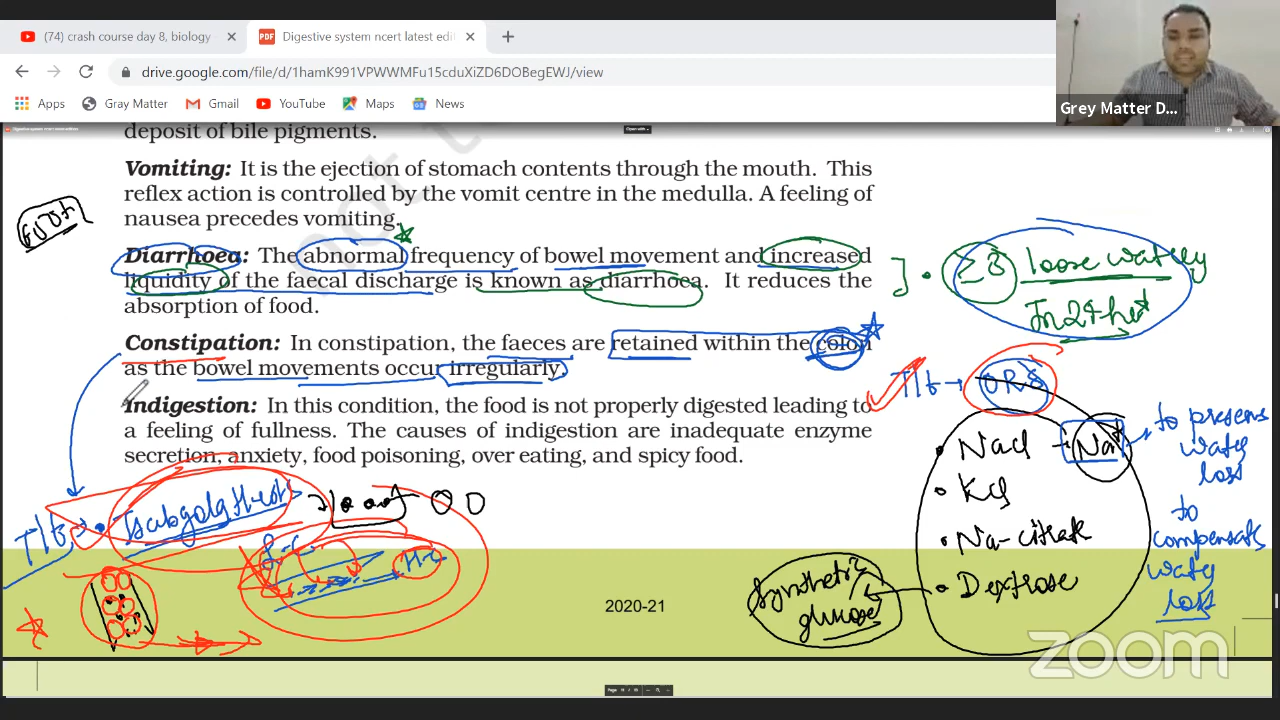 (74) crash course day 8, biology
Digestive system ncert latest edi
drive.google.com/file/d/1hamK991VPWWMFu15cduXiZD6DOBegEWJ/view
Apps Gray Matter Gmail YouTube Maps News
Grey Matter D...
Open with
deposit of bile pigments.
Vomiting: It is the ejection of stomach contents through the mouth. This
reflex action is controlled by the vomit centre in the medulla. A feeling of
nausea precedes vomiting.
Diarrhoea: The abnormal frequency of bowel movement and increased
liquidity of the faecal discharge is known as diarrhoea. It reduces the
absorption of food.
Constipation: In constipation, the faeces are retained within the colon
as the bowel movements occur irregularly.
Indigestion: In this condition, the food is not properly digested leading to
a feeling of fullness. The causes of indigestion are inadequate enzyme
secretion, anxiety, food poisoning, over eating, and spicy food.
≥3 loose watery
In 24 hrs
T/t → ORS
NaCl → Na+
KCl
Na-citrate
Dextrose
Synthetic
glucose
water
loss
to
compensate
water
loss
T/t →
2020-21
zoom
Page